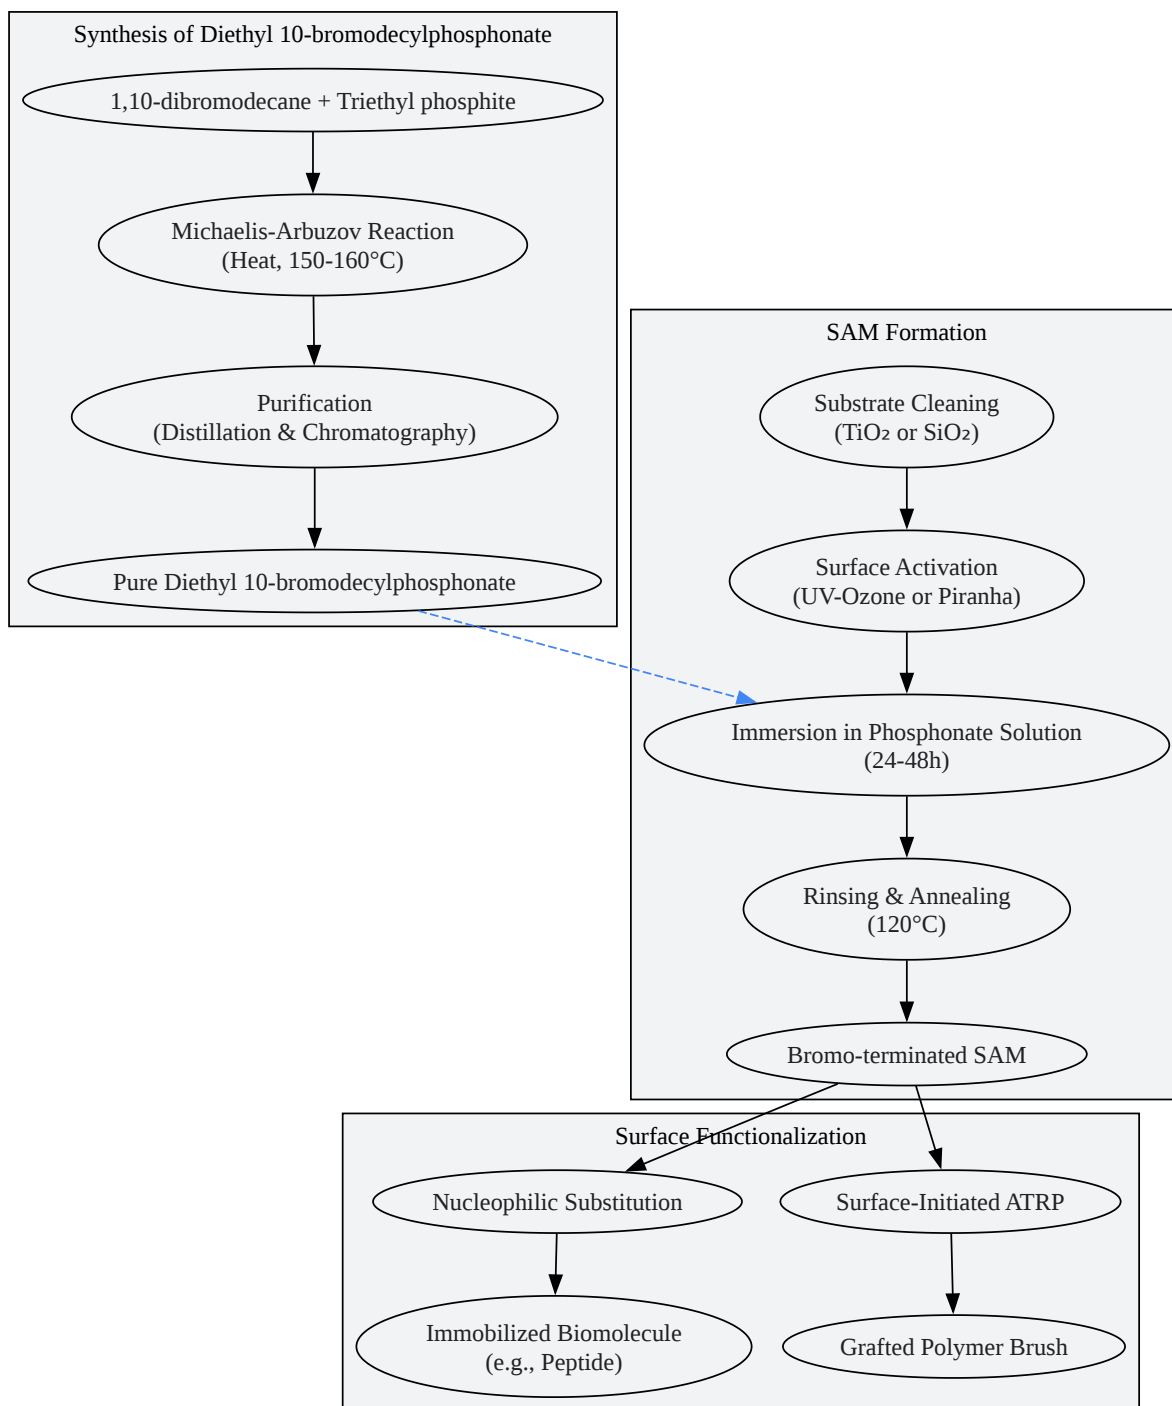 Synthesis of Diethyl 10-bromodecylphosphonate
1,10-dibromodecane + Triethyl phosphite
Michaelis-Arbuzov Reaction
(Heat, 150-160°C)
Purification
(Distillation & Chromatography)
Pure Diethyl 10-bromodecylphosphonate
SAM Formation
Substrate Cleaning
(TiO₂ or SiO₂)
Surface Activation
(UV-Ozone or Piranha)
Immersion in Phosphonate Solution
(24-48h)
Rinsing & Annealing
(120°C)
Bromo-terminated SAM
Surface Functionalization
Nucleophilic Substitution
Surface-Initiated ATRP
Immobilized Biomolecule
(e.g., Peptide)
Grafted Polymer Brush